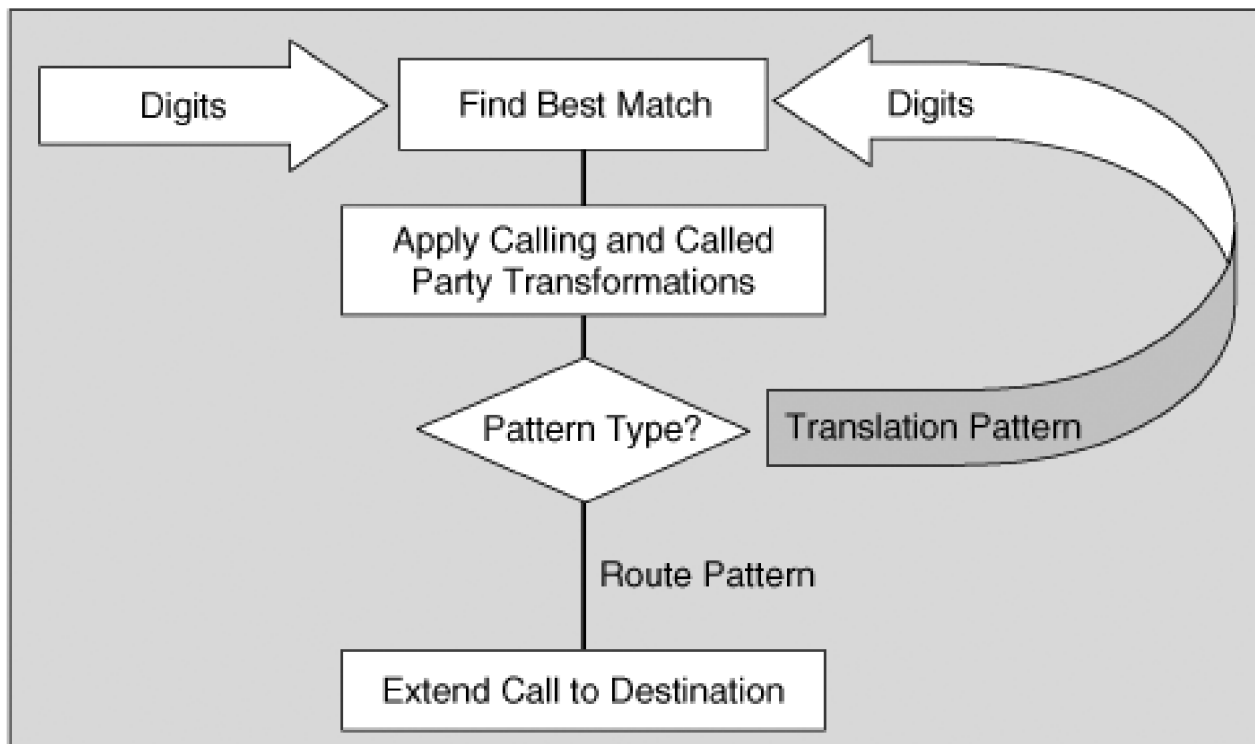 Digits
Find Best Match
Digits
Apply Calling and Called
Party Transformations
Pattern Type?
Translation Pattern
Route Pattern
Extend Call to Destination